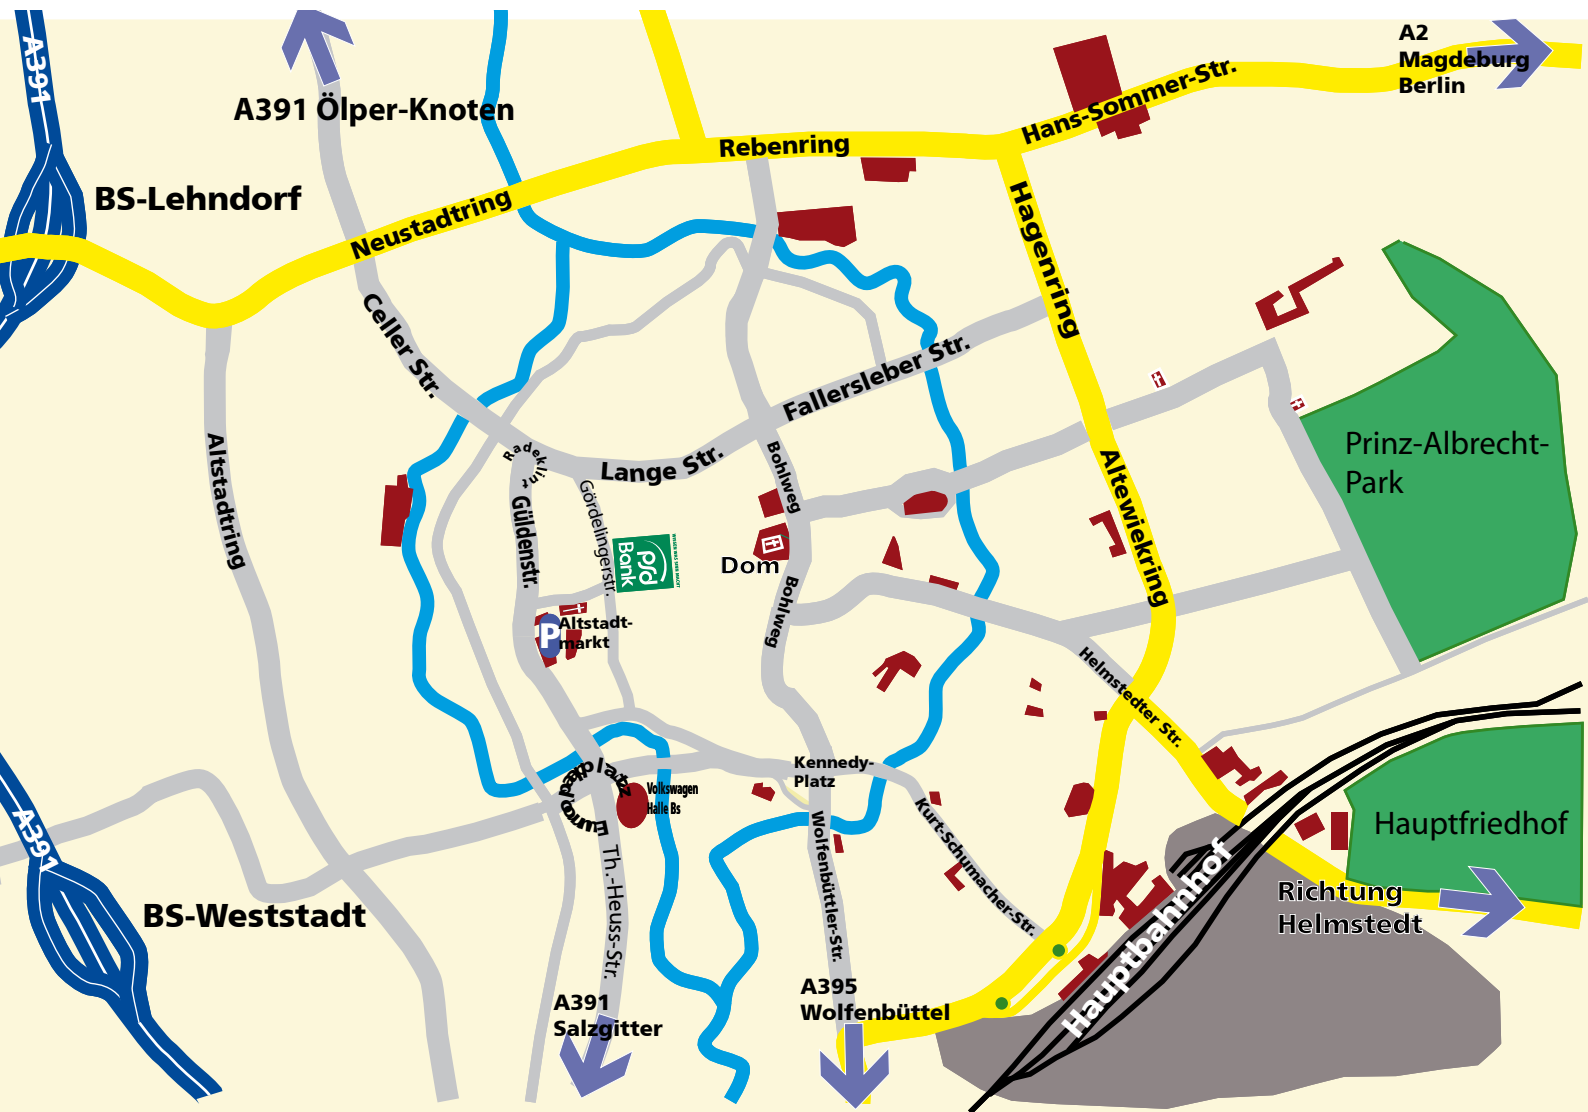 A391
A391 Ölper-Knoten
A2
Magdeburg
Berlin
Hans-Sommer-Str.
Rebenring
BS-Lehndorf
Neustadtring
Hagenring
Celler Str.
Fallersleber Str.
Prinz-Albrecht-
Park
Altstadtring
Radeklint
Lange Str.
Bohlweg
Altewiekring
Güldenstr.
Gördelingerstr.
psd
Bank
Dom
Bohlweg
P
Altstadt-
markt
Helmstedter Str.
Europaplatz
Kennedy-
Platz
Volkswagen
Halle Bs
A391
Wolfenbüttler-Str.
Kurt-Schumacher-Str.
Hauptfriedhof
Th.-Heuss-Str.
Hauptbahnhof
Richtung
Helmstedt
BS-Weststadt
A391
Salzgitter
A395
Wolfenbüttel